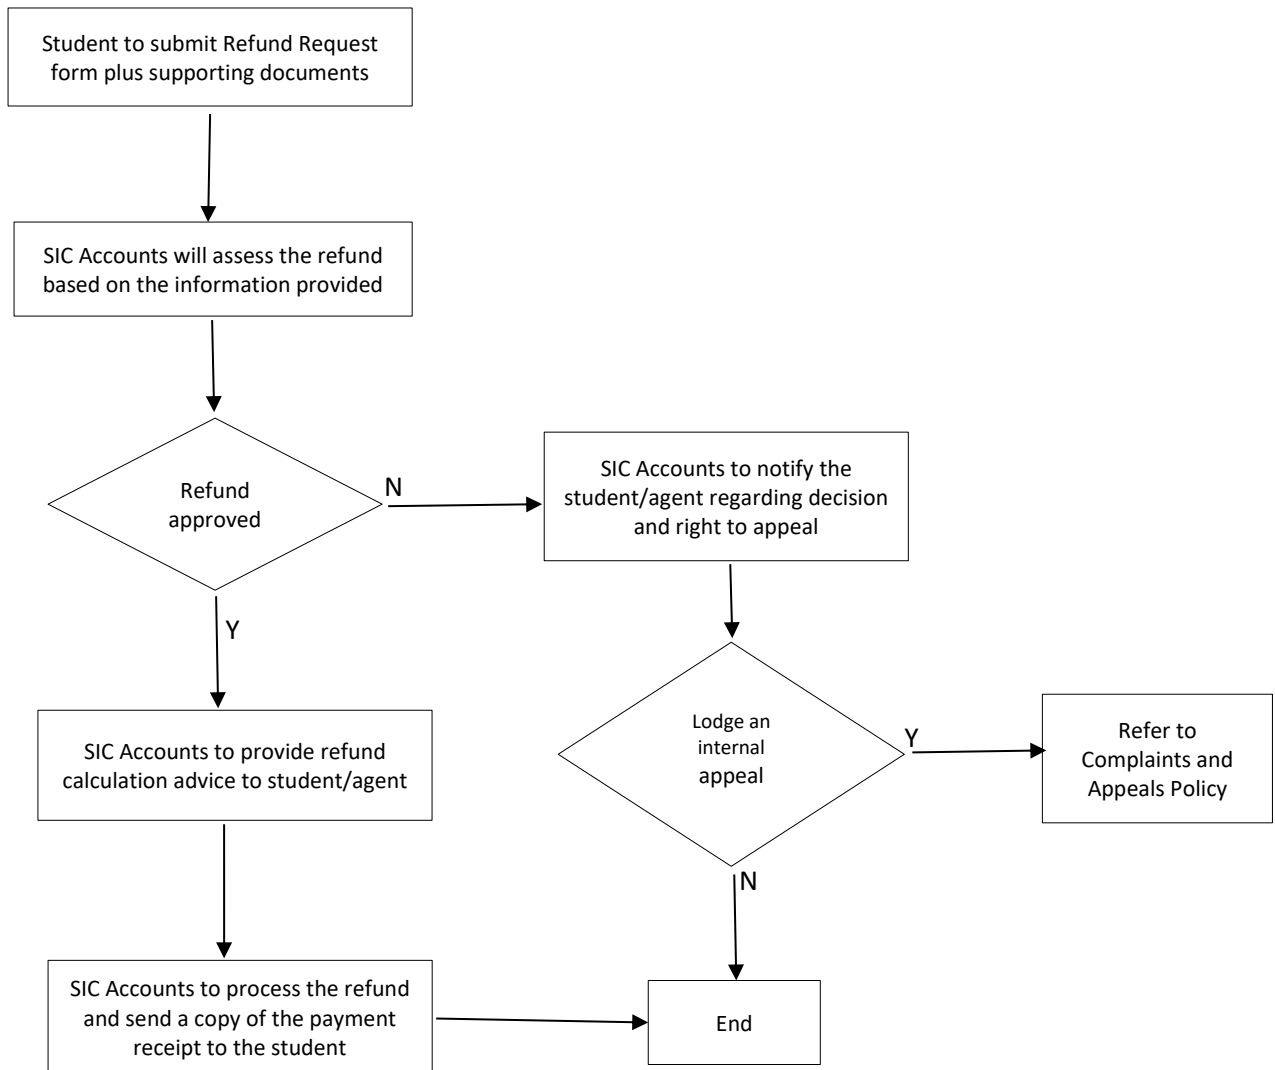 Student to submit Refund Request
form plus supporting documents
SIC Accounts will assess the refund
based on the information provided
Refund
approved
N
SIC Accounts to notify the
student/agent regarding decision
and right to appeal
Y
SIC Accounts to provide refund
calculation advice to student/agent
Lodge an
internal
appeal
Y
Refer to
Complaints and
Appeals Policy
N
SIC Accounts to process the refund
and send a copy of the payment
receipt to the student
End